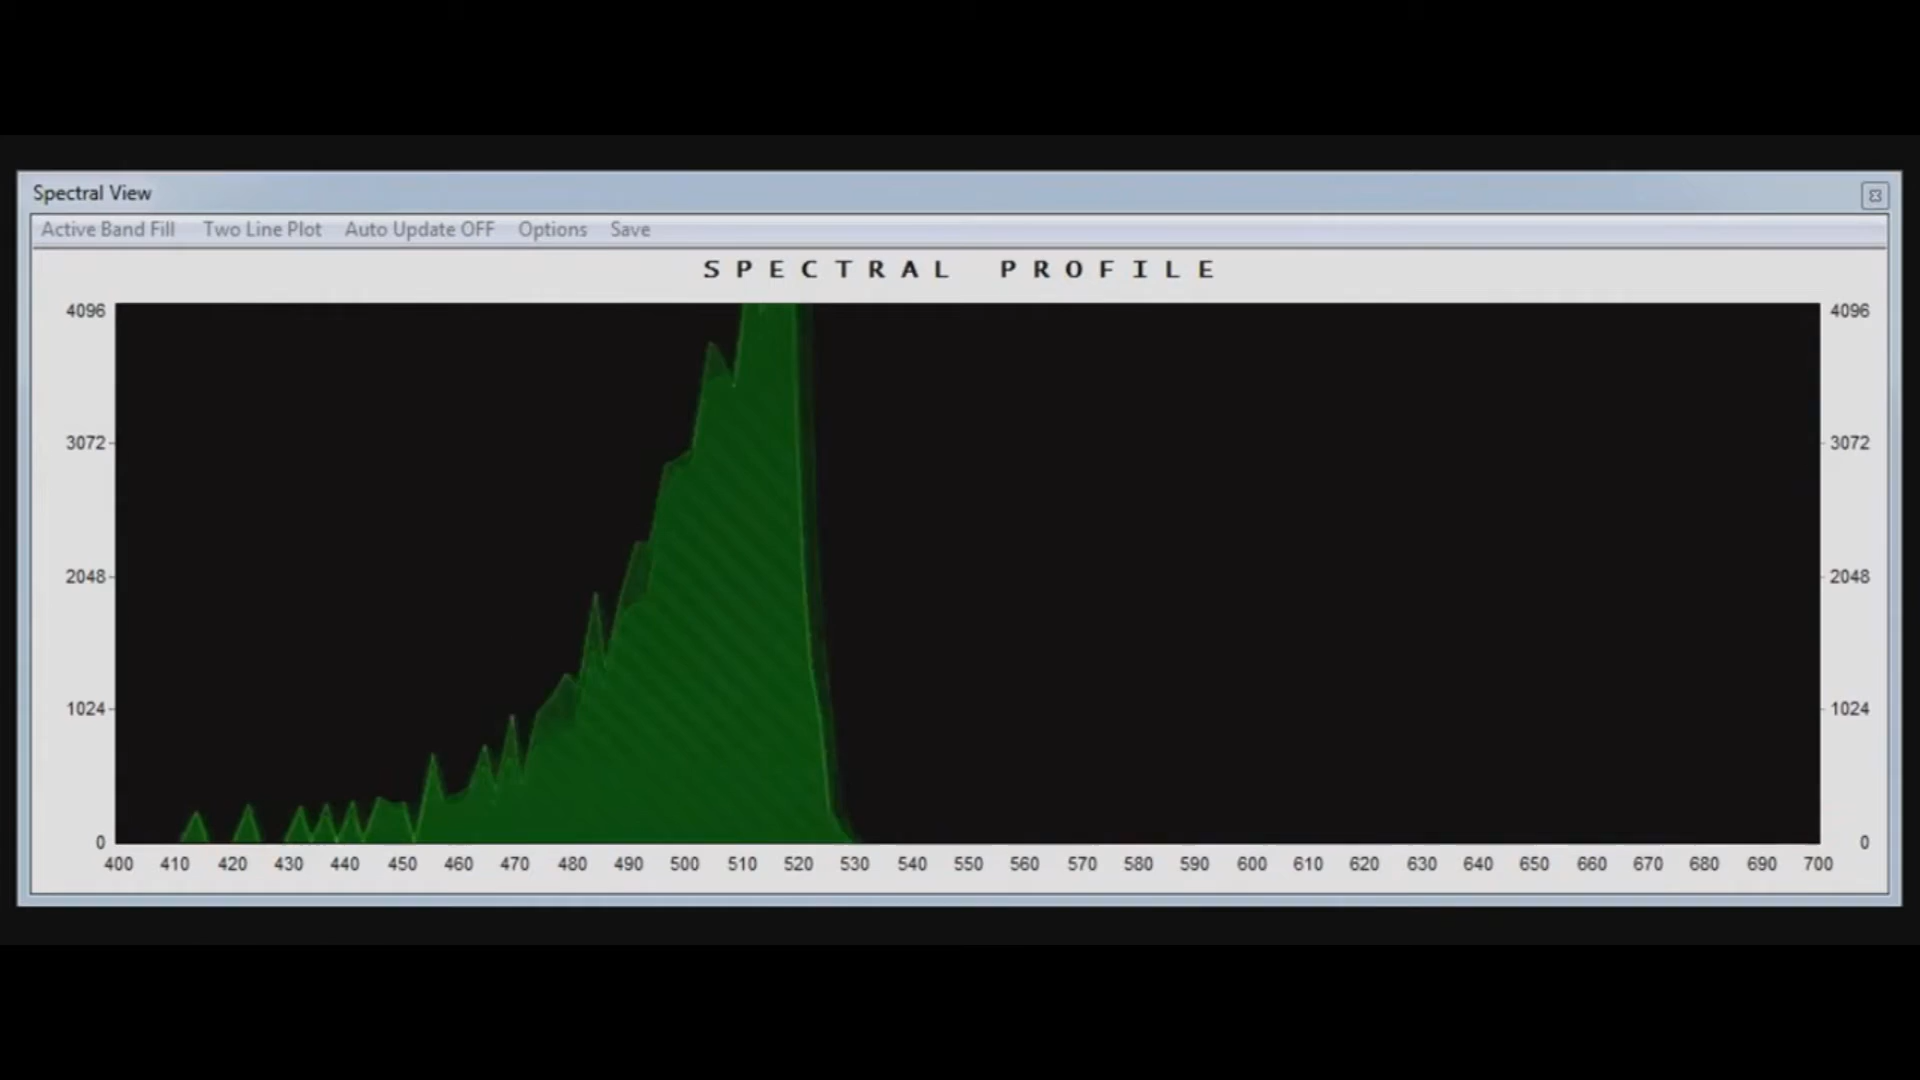 Spectral View
Active Band Fill Two Line Plot Auto Update OFF Options Save
SPECTRAL PROFILE
4096 4096
3072 3072
2048 2048
1024 1024
0 0
400 410 420 430 440 450 460 470 480 490 500 510 520 530 540 550 560 570 580 590 600 610 620 630 640 650 660 670 680 690 700